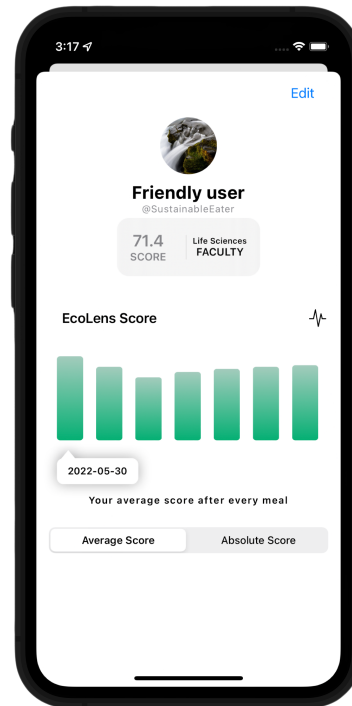 3:17
Edit
Friendly user
@SustainableEater
71.4
SCORE
Life Sciences
FACULTY
EcoLens Score
2022-05-30
Your average score after every meal
Average Score
Absolute Score